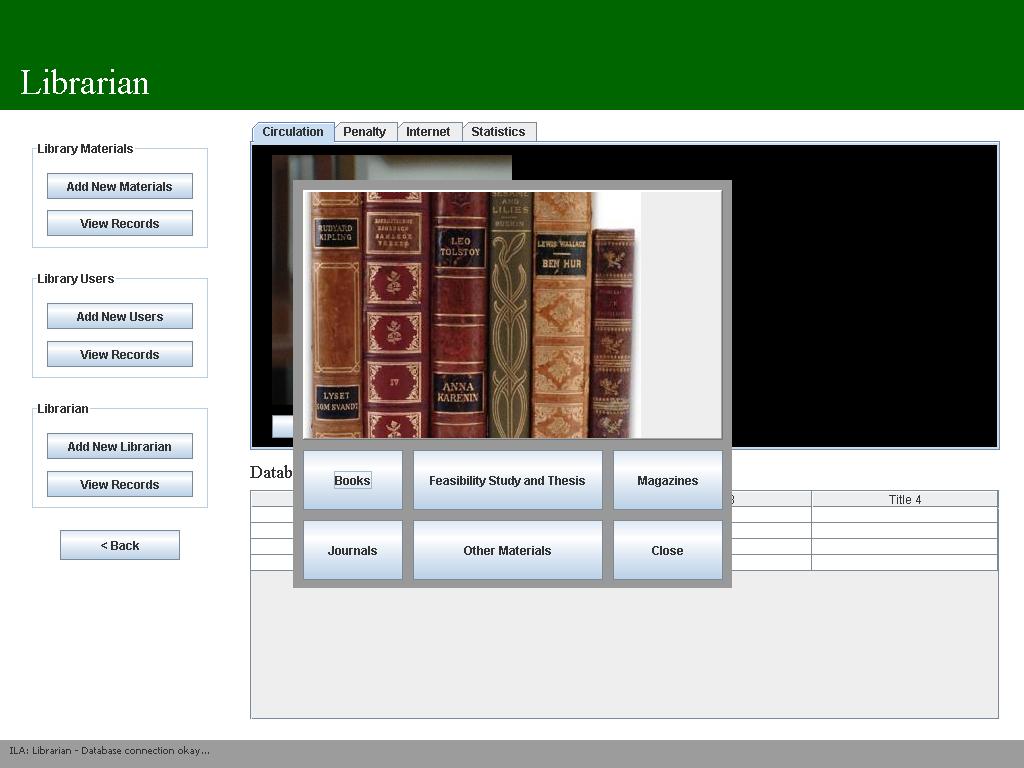 Librarian
Circulation
Penalty
Internet
Statistics
Library Materials
Add New Materials
View Records
Library Users
Add New Users
View Records
Librarian
Add New Librarian
View Records
< Back
RUDYARD
KIPLING
LYSET
SOM SVANDT
IV
LEO
TOLSTOY
ANNA
KARENIN
SESAME
AND
LILIES
RUSKIN
LEWIS WALLACE
BEN HUR
Books
Feasibility Study and Thesis
Magazines
Journals
Other Materials
Close
Datab
3
Title 4
ILA: Librarian - Database connection okay...